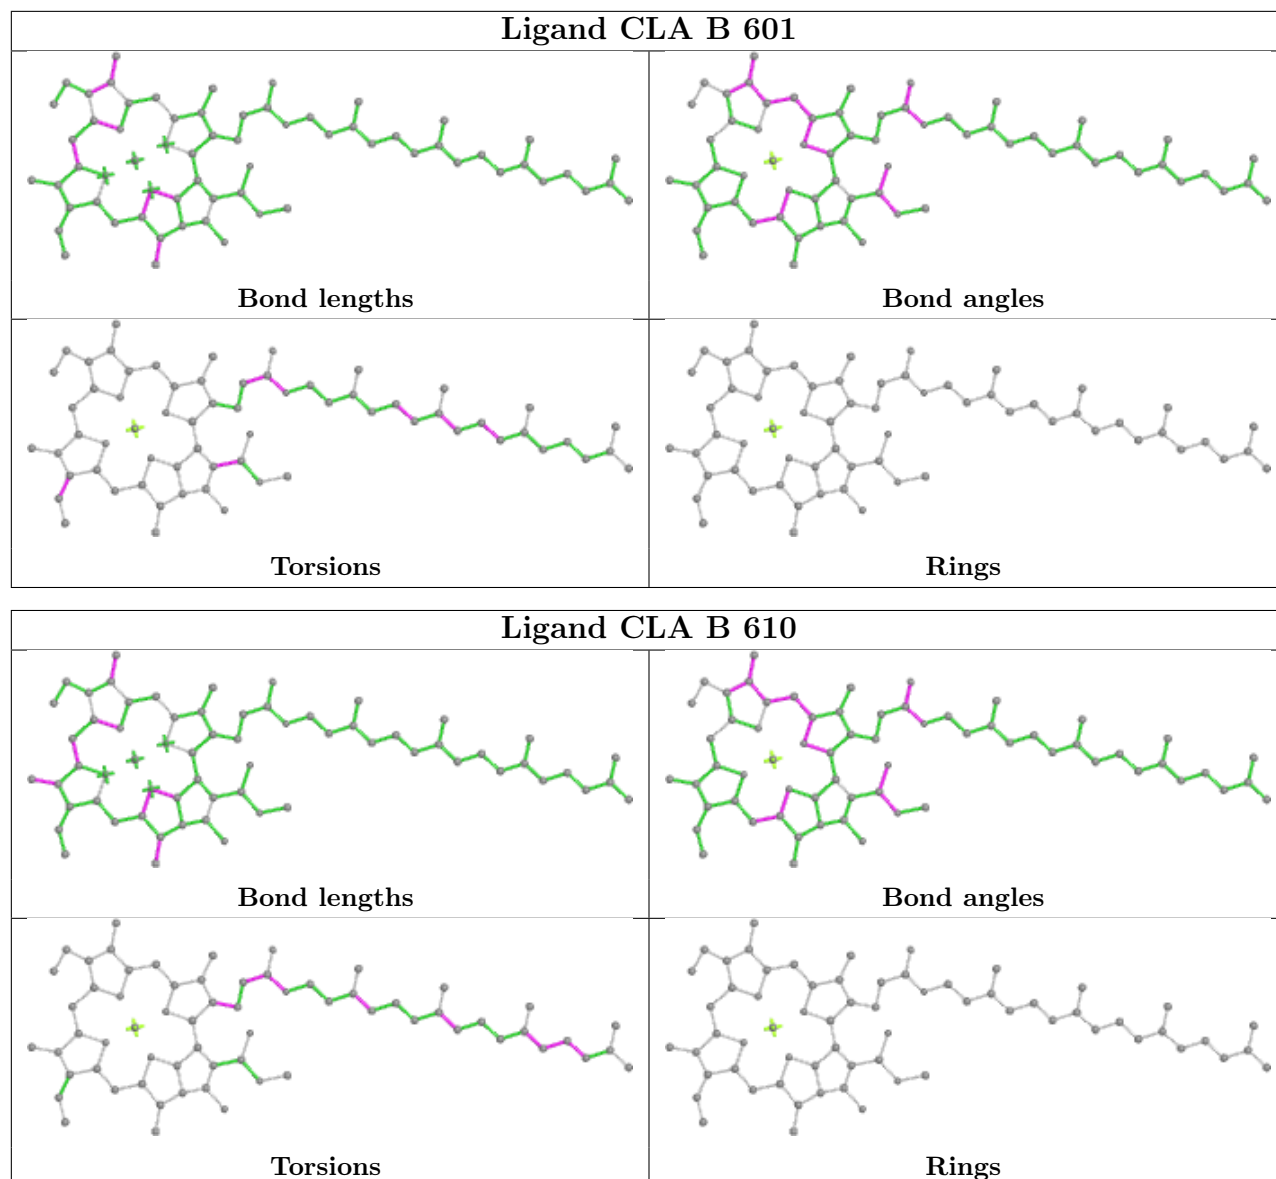 Ligand CLA B 601
Bond lengths
Bond angles
Torsions
Rings
Ligand CLA B 610
Bond lengths
Bond angles
Torsions
Rings